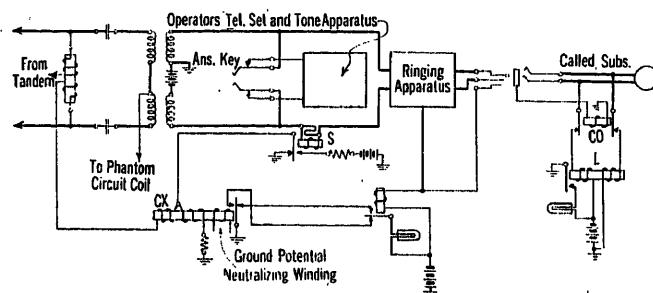 Operators' Tel. Set and Tone Apparatus
From
Tandem
Ans. Key
Ringing
Apparatus
Called Subs.
S
CO
L
To Phantom
Circuit Coil
CX
Ground Potential
Neutralizing Winding